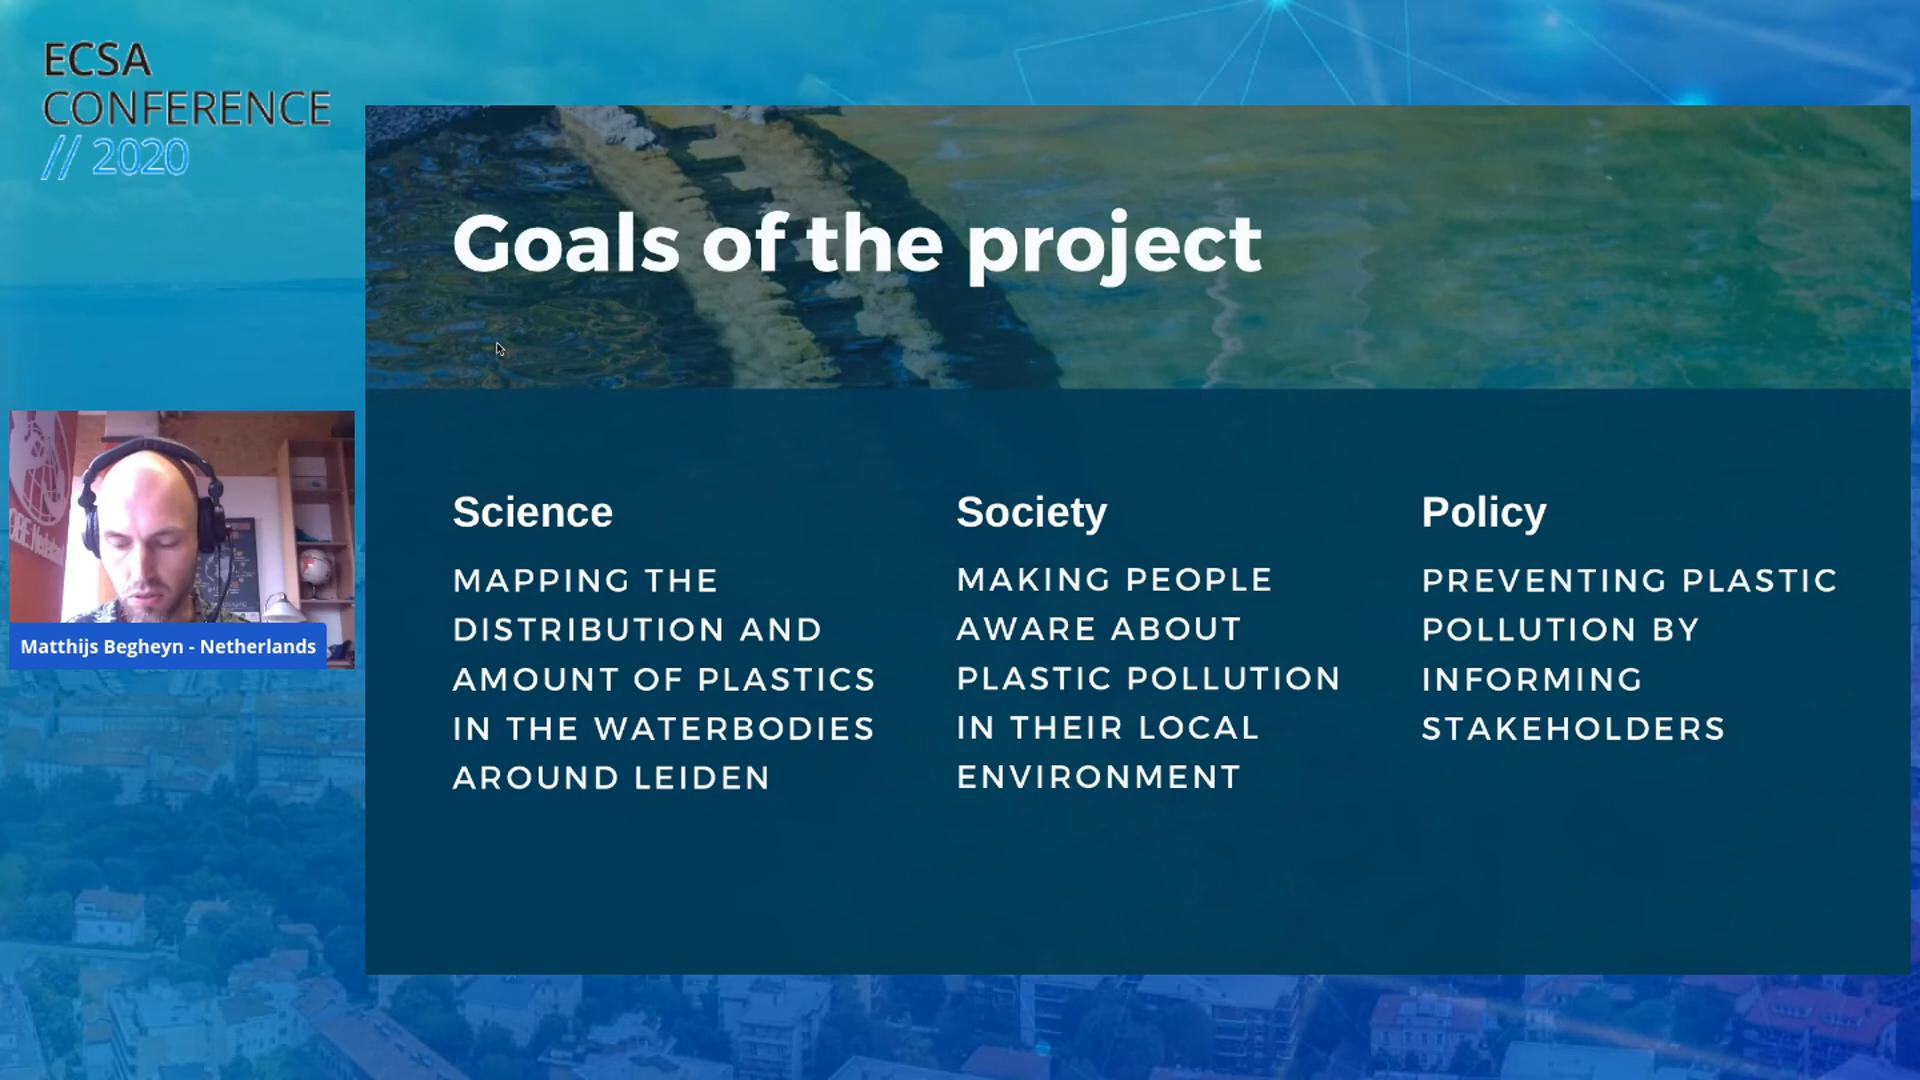 ECSA
CONFERENCE
// 2020
Goals of the project
Science
MAPPING THE
DISTRIBUTION AND
AMOUNT OF PLASTICS
IN THE WATERBODIES
AROUND LEIDEN
Society
MAKING PEOPLE
AWARE ABOUT
PLASTIC POLLUTION
IN THEIR LOCAL
ENVIRONMENT
Policy
PREVENTING PLASTIC
POLLUTION BY
INFORMING
STAKEHOLDERS
Matthijs Begheyn - Netherlands